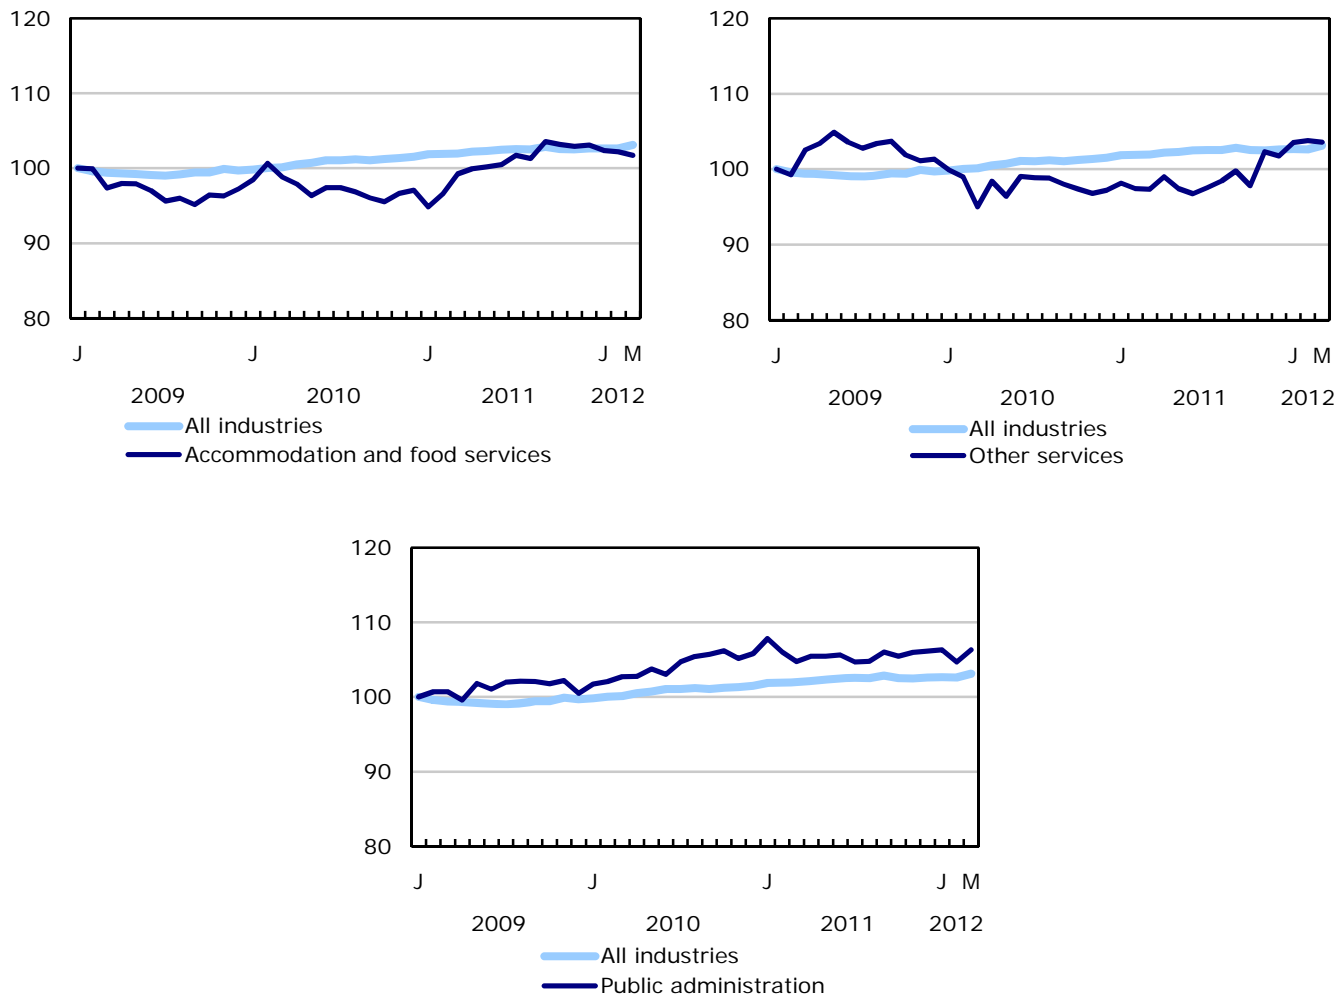 120
110
100
90
80
J J J J M
2009 2010 2011 2012
All industries
Accommodation and food services
120
110
100
90
80
J J J J M
2009 2010 2011 2012
All industries
Other services
120
110
100
90
80
J J J J M
2009 2010 2011 2012
All industries
Public administration